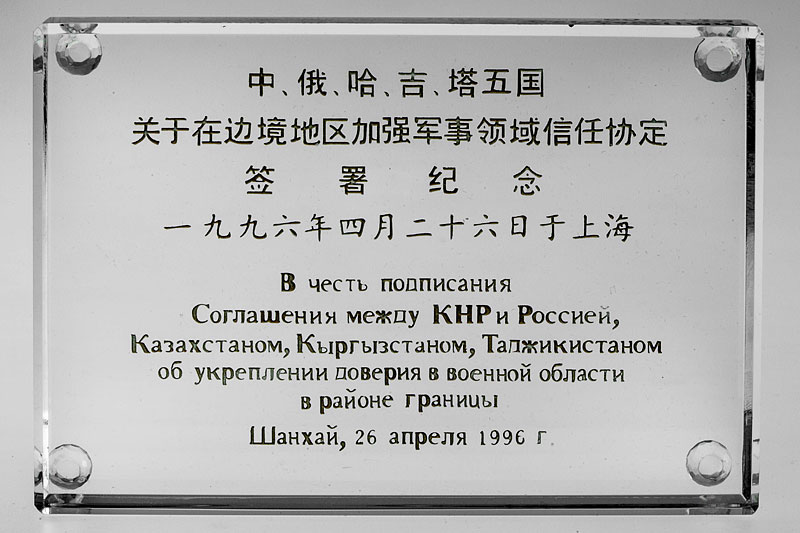 中、俄、哈、吉、塔五国
关于在边境地区加强军事领域信任协定
签署纪念
一九九六年四月二十六日于上海
В честь подписания
Соглашения между КНР и Россией,
Казахстаном, Кыргызстаном, Таджикистаном
об укреплении доверия в военной области
в районе границы
Шанхай, 26 апреля 1996 г.